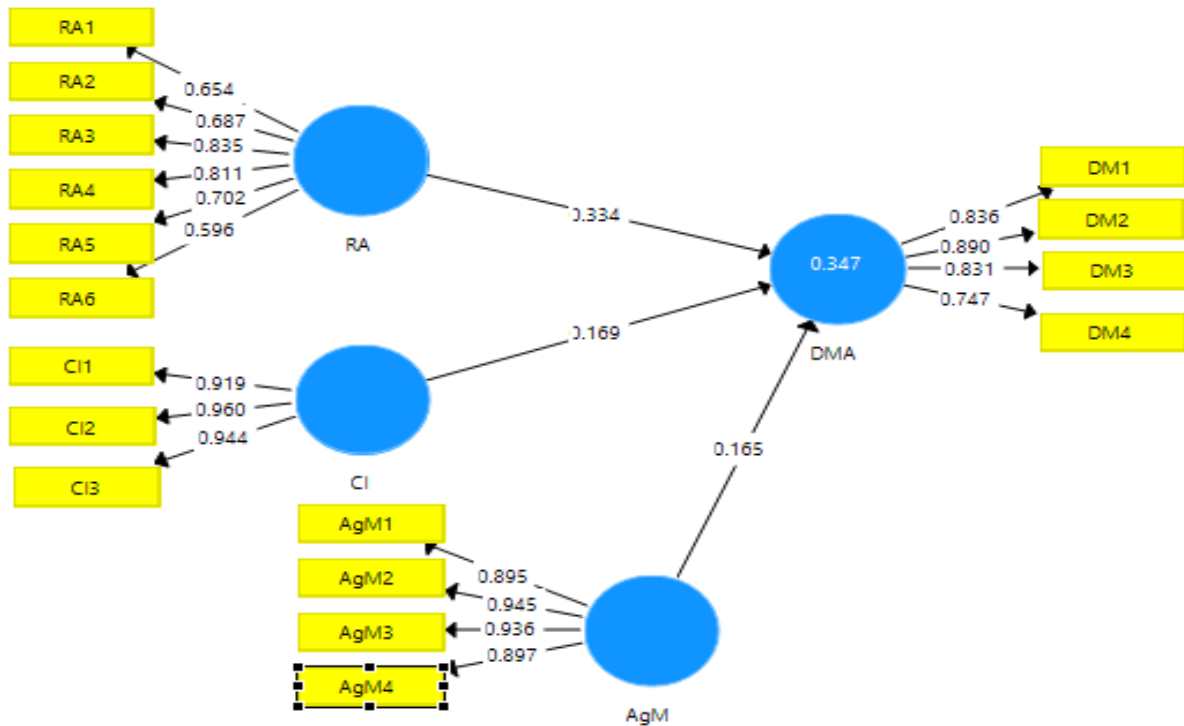 RA1
RA2
RA3
RA4
RA5
RA6
0.654
0.687
0.835
0.811
0.702
0.596
RA
0.334
CI1
CI2
CI3
0.919
0.960
0.944
CI
0.169
AgM1
AgM2
AgM3
AgM4
0.895
0.945
0.936
0.897
AgM
0.165
0.347
DMA
0.836
0.890
0.831
0.747
DM1
DM2
DM3
DM4